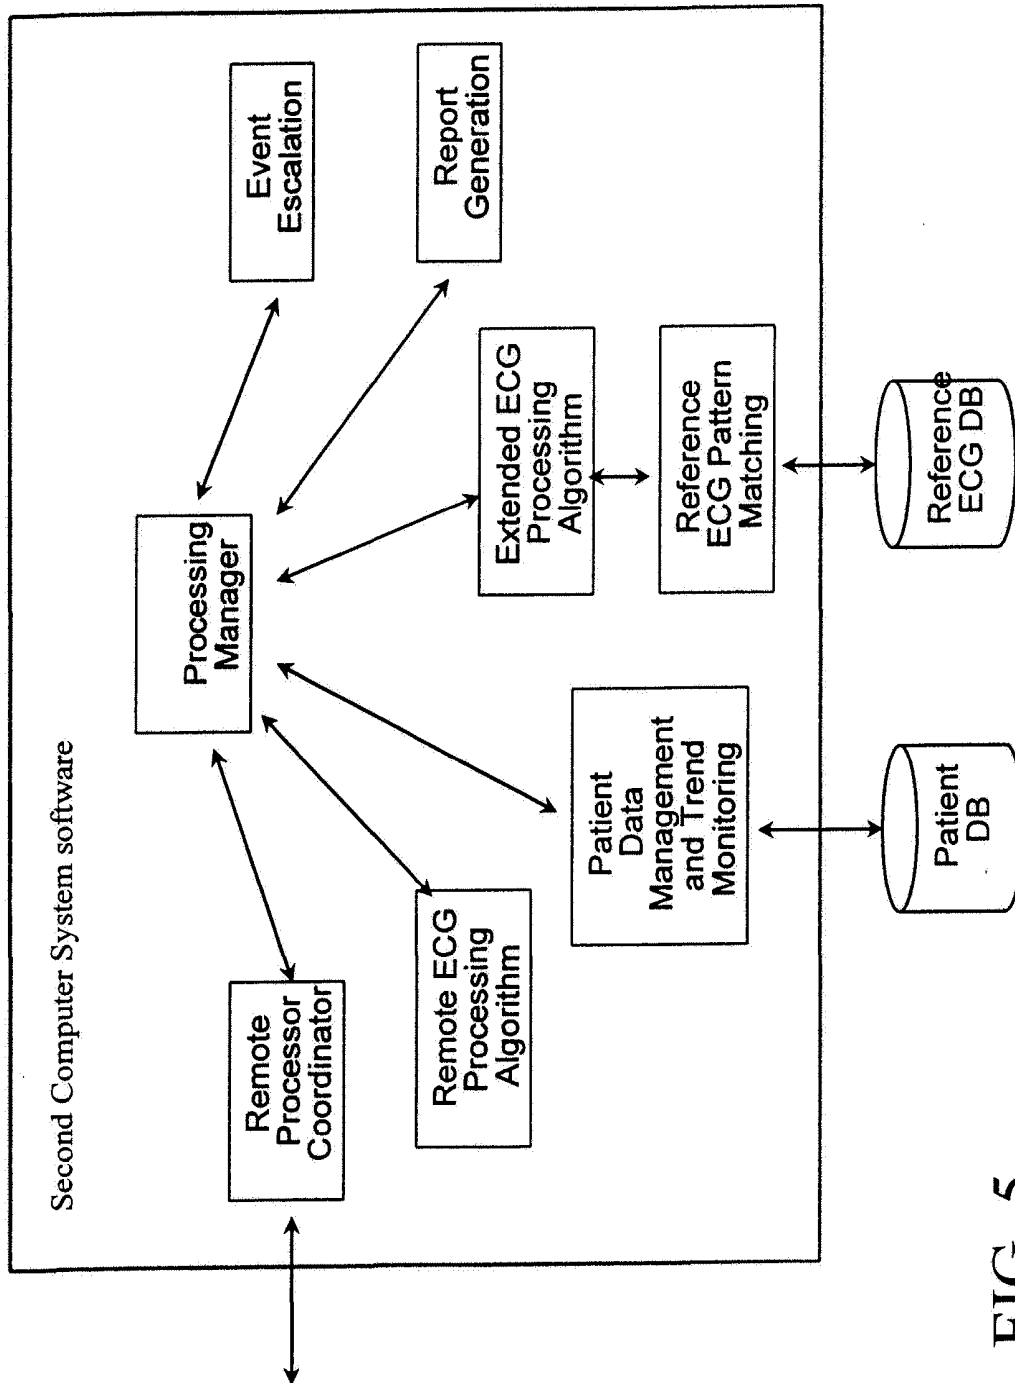 Second Computer System software
Processing
Manager
Remote
Processor
Coordinator
Event
Escalation
Remote ECG
Processing
Algorithm
Report
Generation
Extended ECG
Processing
Algorithm
Patient
Data
Management
and Trend
Monitoring
Reference
ECG Pattern
Matching
Patient
DB
Reference
ECG DB
FIG. 5